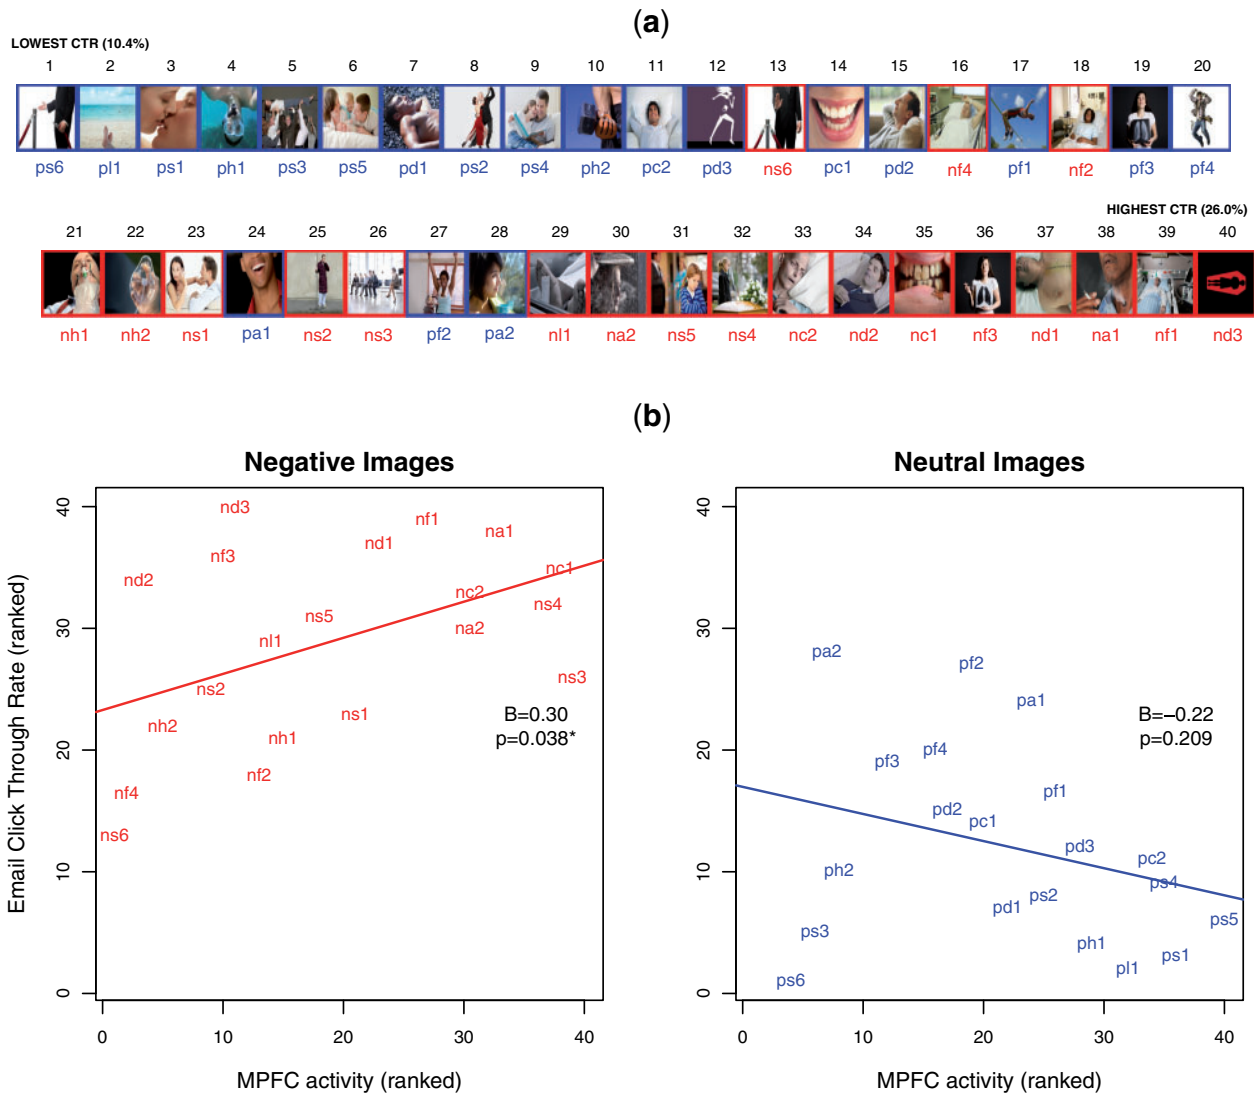 (a)
LOWEST CTR (10.4%)
1 2 3 4 5 6 7 8 9 10 11 12 13 14 15 16 17 18 19 20
ps6 pl1 ps1 ph1 ps3 ps5 pd1 ps2 ps4 ph2 pc2 pd3 ns6 pc1 pd2 nf4 pf1 nf2 pf3 pf4
HIGHEST CTR (26.0%)
21 22 23 24 25 26 27 28 29 30 31 32 33 34 35 36 37 38 39 40
nh1 nh2 ns1 pa1 ns2 ns3 pf2 pa2 nl1 na2 ns5 ns4 nc2 nd2 nc1 nf3 nd1 na1 nf1 nd3
(b)
Negative Images
Email Click Through Rate (ranked)
40
30
20
10
0
nd3
nf1
na1
nd1
nf3
nc1
nd2
nc2
ns4
ns5
na2
nl1
ns3
ns2
ns1
nh2
nh1
nf2
nf4
ns6
B=0.30
p=0.038*
0 10 20 30 40
MPFC activity (ranked)
Neutral Images
40
30
20
10
0
pa2
pf2
pa1
pf4
pf3
pf1
pd2
pc1
pd3
pc2
ph2
ps4
ps2
pd1
ps5
ps3
ph1
ps1
pl1
ps6
B=−0.22
p=0.209
0 10 20 30 40
MPFC activity (ranked)